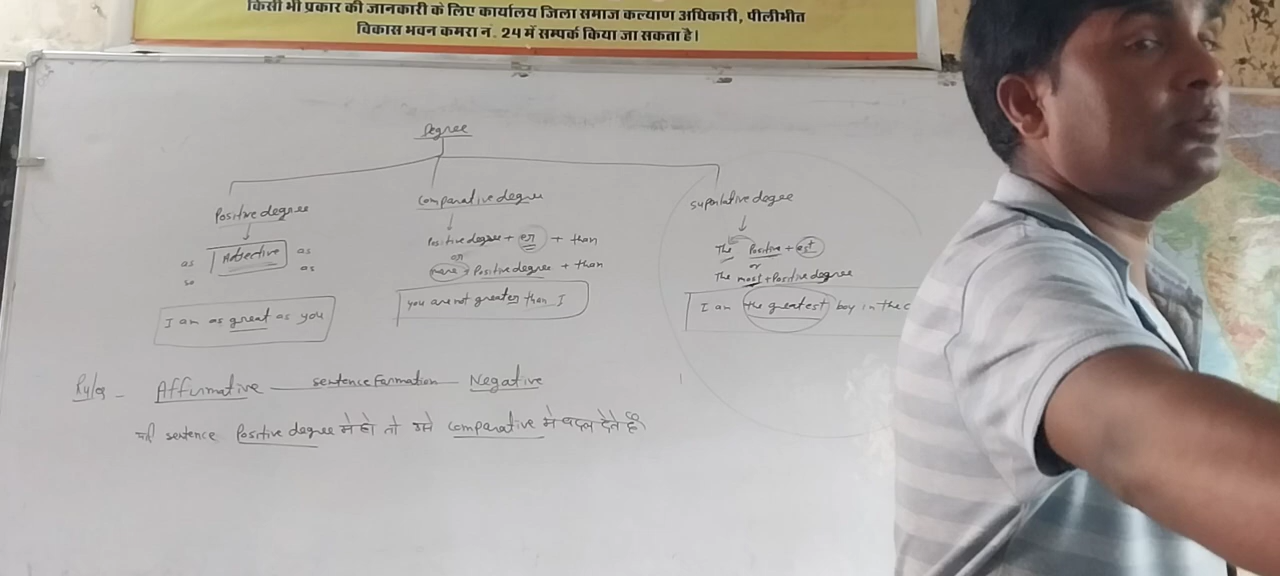 किसी भी प्रकार की जानकारी के लिए कार्यालय जिला समाज कल्याण अधिकारी, पीलीभीत
विकास भवन कमरा नं. 24 में सम्पर्क किया जा सकता है।
Degree
Positive degree
as Adjective as
so as
I am as great as you
Comparative degree
Positive degree + er + than
or
more + Positive degree + than
you are not greater than I
superlative degree
The Positive + est
or
The most + Positive degree
I am the greatest boy in the c
Rule - Affirmative sentence Formation Negative
यदि sentence Positive degree मे हो तो उसे comparative मे बदल देते है